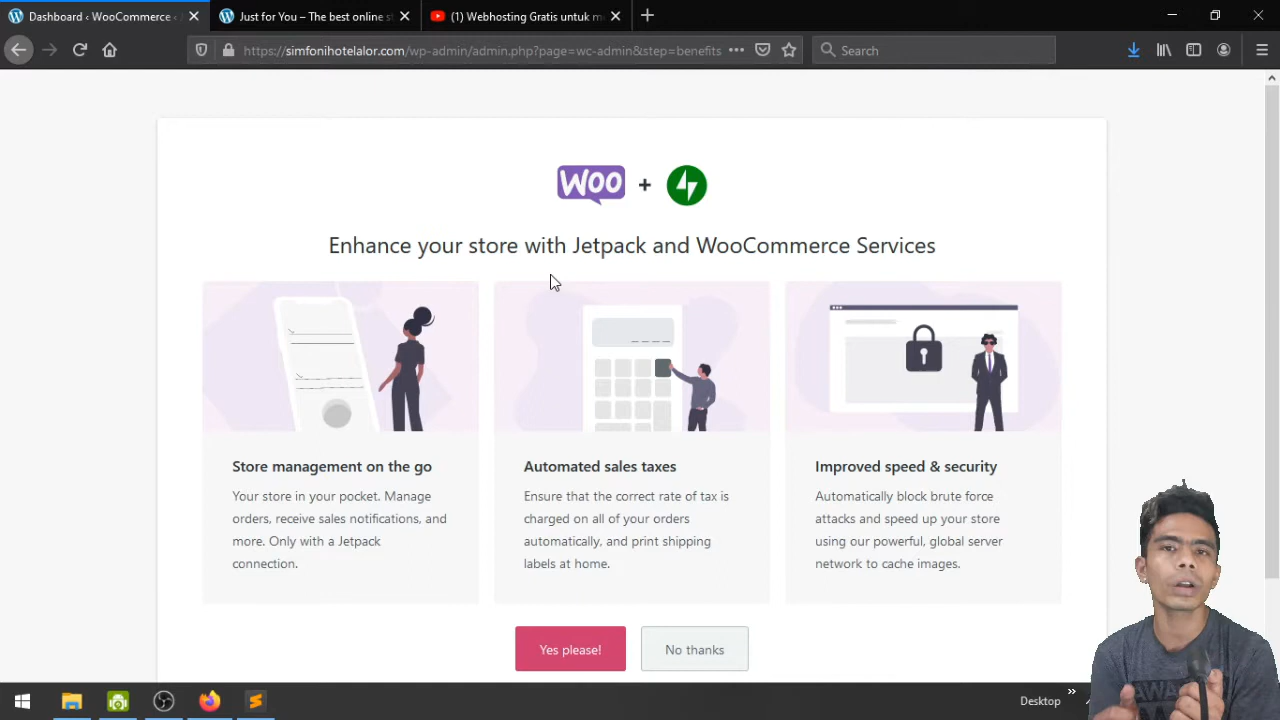 Dashboard ‹ WooCommerce ‹
Just for You – The best online st
(1) Webhosting Gratis untuk m
https://simfonihotelalor.com/wp-admin/admin.php?page=wc-admin&step=benefits
Search
Woo +
Enhance your store with Jetpack and WooCommerce Services
Store management on the go
Your store in your pocket. Manage
orders, receive sales notifications, and
more. Only with a Jetpack
connection.
Automated sales taxes
Ensure that the correct rate of tax is
charged on all of your orders
automatically, and print shipping
labels at home.
Improved speed & security
Automatically block brute force
attacks and speed up your store
using our powerful, global server
network to cache images.
Yes please!
No thanks
Desktop